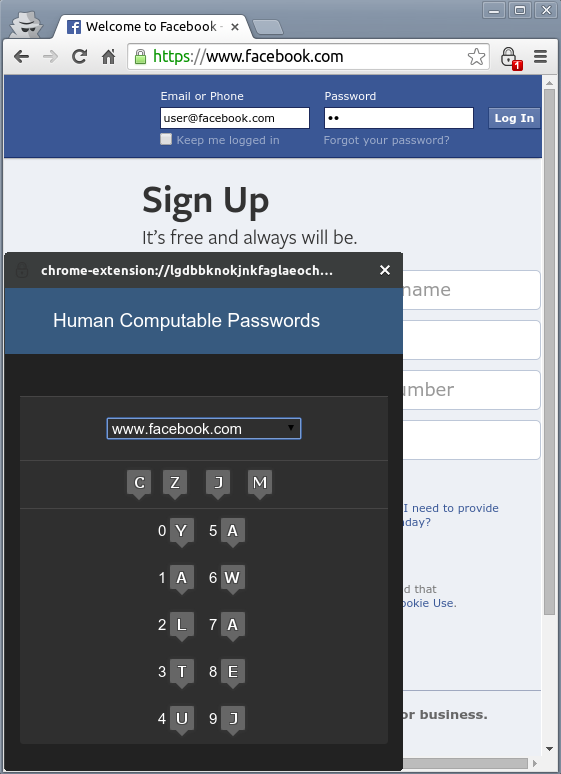 Welcome to Facebook -
https://www.facebook.com
1
Email or Phone
Password
user@facebook.com
••
Log In
Keep me logged in
Forgot your password?
Sign Up
It's free and always will be.
chrome-extension://lgdbbknokjnkfaglaeoch...
name
Human Computable Passwords
umber
www.facebook.com
C Z J M
I need to provide
day?
0 Y 5 A
1 A 6 W
d that
ookie Use.
2 L 7 A
3 T 8 E
4 U 9 J
or business.